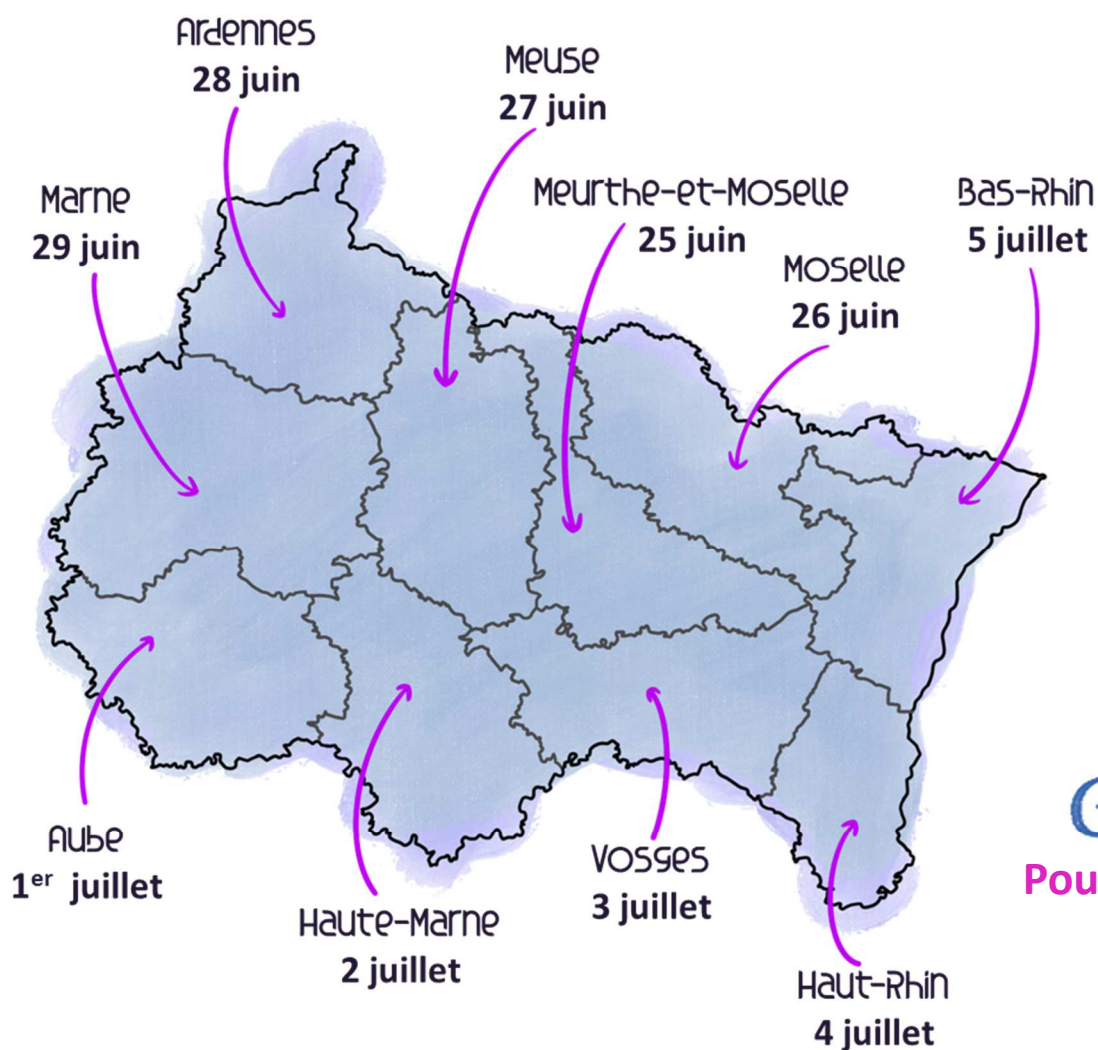 Ardennes
28 juin
Meuse
27 juin
Marne
29 juin
Meurthe-et-Moselle
25 juin
Bas-Rhin
5 juillet
Moselle
26 juin
Aube
1er juillet
Haute-Marne
2 juillet
Vosges
3 juillet
Haut-Rhin
4 juillet